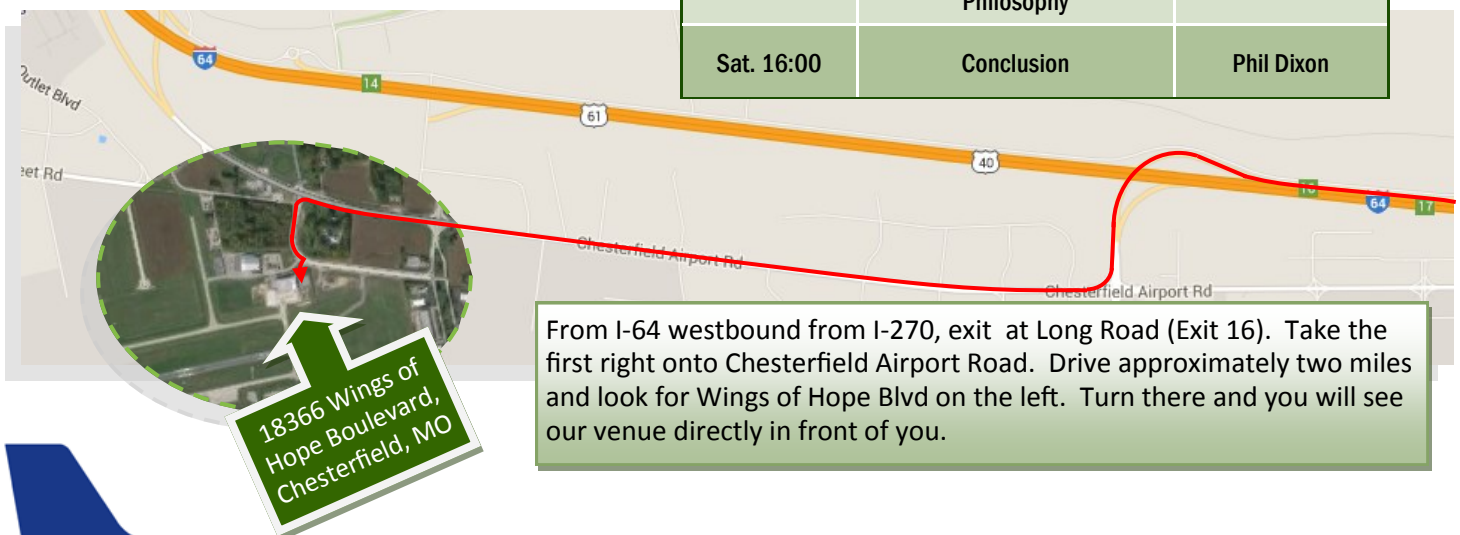 Philosophy
Sat. 16:00 Conclusion Phil Dixon
64
14
Outlet Blvd
61
40
eet Rd
16
64
17
Chesterfield Airport Rd
Chesterfield Airport Rd
From I-64 westbound from I-270, exit at Long Road (Exit 16). Take the
first right onto Chesterfield Airport Road. Drive approximately two miles
and look for Wings of Hope Blvd on the left. Turn there and you will see
our venue directly in front of you.
18366 Wings of
Hope Boulevard,
Chesterfield, MO